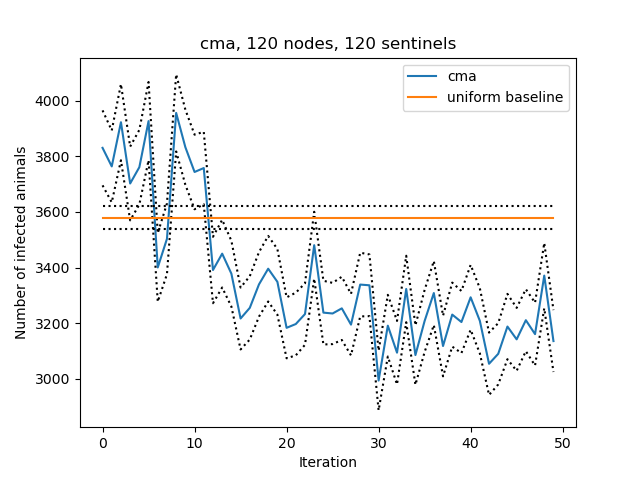 cma, 120 nodes, 120 sentinels
cma
uniform baseline
Number of infected animals
4000
3800
3600
3400
3200
3000
0 10 20 30 40 50
Iteration